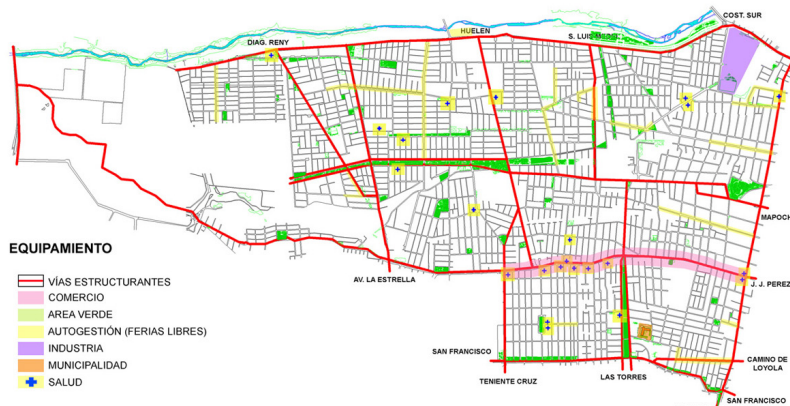 COST. SUR
HUELEN
S. LUIS
DIAG. RENY
MAPOCH
EQUIPAMIENTO
VÍAS ESTRUCTURANTES
COMERCIO
AREA VERDE
AUTOGESTIÓN (FERIAS LIBRES)
INDUSTRIA
MUNICIPALIDAD
SALUD
AV. LA ESTRELLA
J. J. PEREZ
SAN FRANCISCO
TENIENTE CRUZ
LAS TORRES
CAMINO DE
LOYOLA
SAN FRANCISCO